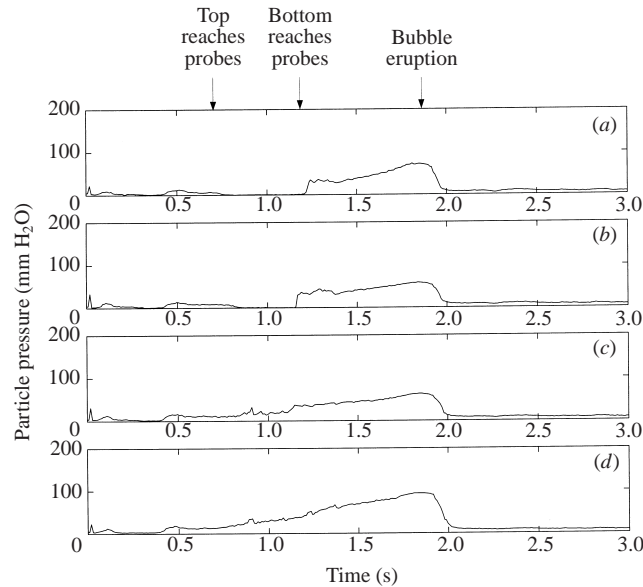 Top reaches probes
Bottom reaches probes
Bubble eruption
Particle pressure (mm H₂O)
200
100
0
0.5 1.0 1.5 2.0 2.5 3.0
(a)
200
100
0
0.5 1.0 1.5 2.0 2.5 3.0
(b)
200
100
0
0.5 1.0 1.5 2.0 2.5 3.0
(c)
200
100
0
0.5 1.0 1.5 2.0 2.5 3.0
(d)
Time (s)